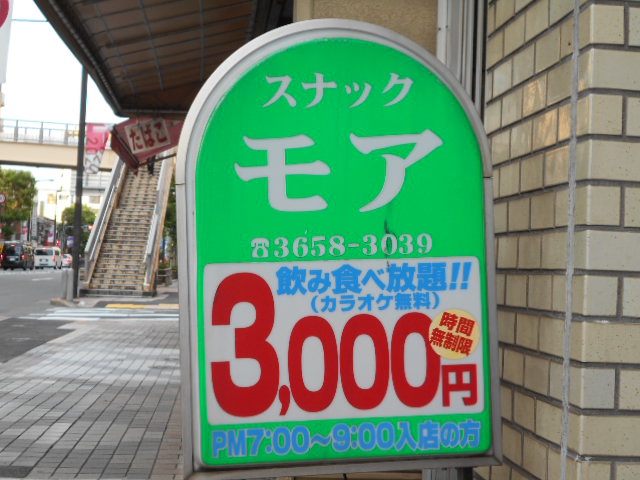 スナック
モア
☎3658-3039
飲み食べ放題!!
(カラオケ無料)
3,000円
時間
無制限
PM7:00~9:00入店の方
たばこ